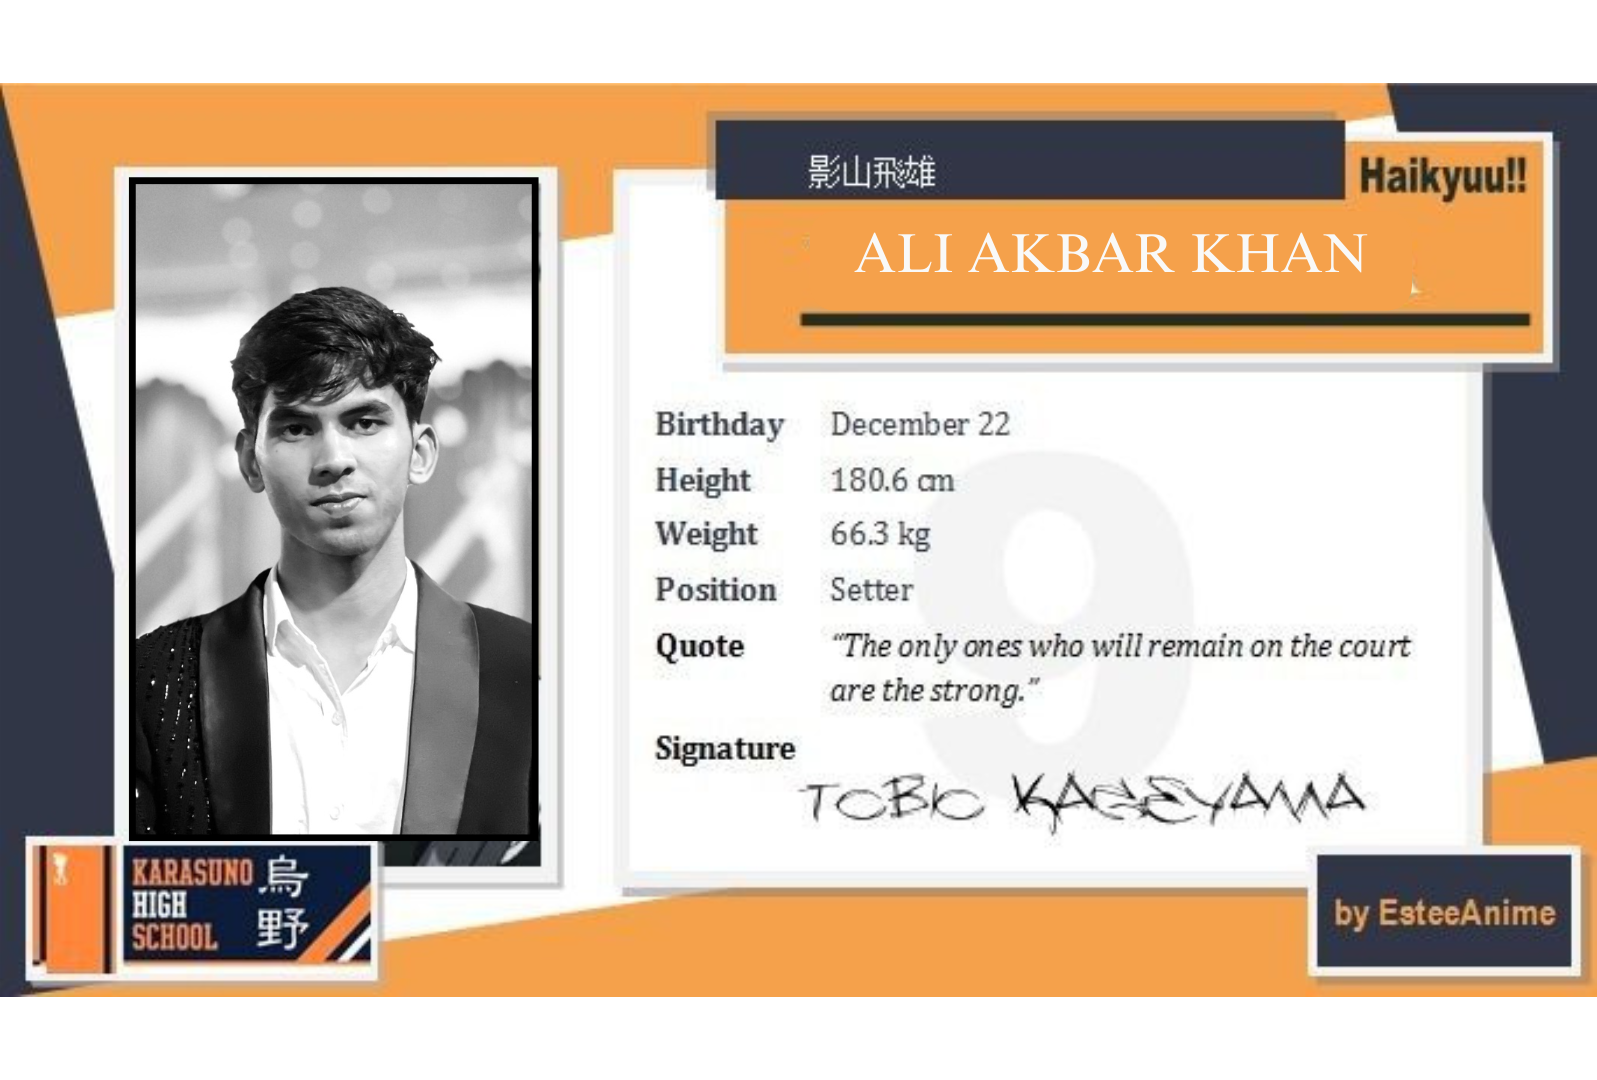 影山飛雄
Haikyuu!!
ALI AKBAR KHAN
Birthday December 22
Height 180.6 cm
Weight 66.3 kg
Position Setter
Quote “The only ones who will remain on the court
are the strong.”
Signature
TOBIO KAGEYAMA
KARASUNO
HIGH
SCHOOL
烏
野
by EsteeAnime